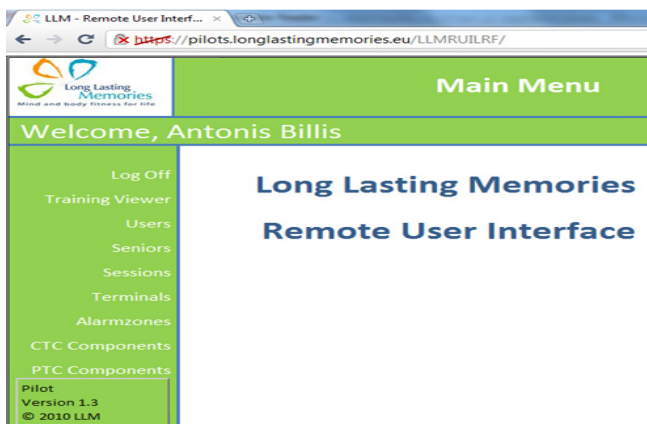 LLM - Remote User Interf...
https://pilots.longlastingmemories.eu/LLMRUILRF/
Long Lasting
Memories
Mind and body fitness for life
Main Menu
Welcome, Antonis Billis
Log Off
Training Viewer
Users
Seniors
Sessions
Terminals
Alarmzones
CTC Components
PTC Components
Pilot
Version 1.3
© 2010 LLM
Long Lasting Memories
Remote User Interface